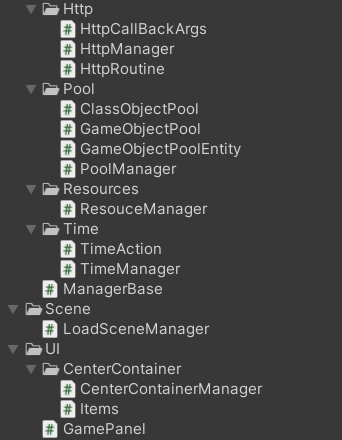 Http
HttpCallBackArgs
HttpManager
HttpRoutine
Pool
ClassObjectPool
GameObjectPool
GameObjectPoolEntity
PoolManager
Resources
ResouceManager
Time
TimeAction
TimeManager
ManagerBase
Scene
LoadSceneManager
UI
CenterContainer
CenterContainerManager
Items
GamePanel